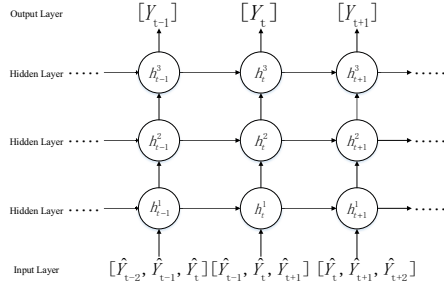 Output Layer [Y_{t-1}] [Y_t] [Y_{t+1}]
Hidden Layer ····· h^3_{t-1} h^3_t h^3_{t+1} ·····
Hidden Layer ····· h^2_{t-1} h^2_t h^2_{t+1} ·····
Hidden Layer ····· h^1_{t-1} h^1_t h^1_{t+1} ·····
Input Layer [Ŷ_{t-2}, Ŷ_{t-1}, Ŷ_t] [Ŷ_{t-1}, Ŷ_t, Ŷ_{t+1}] [Ŷ_t, Ŷ_{t+1}, Ŷ_{t+2}]